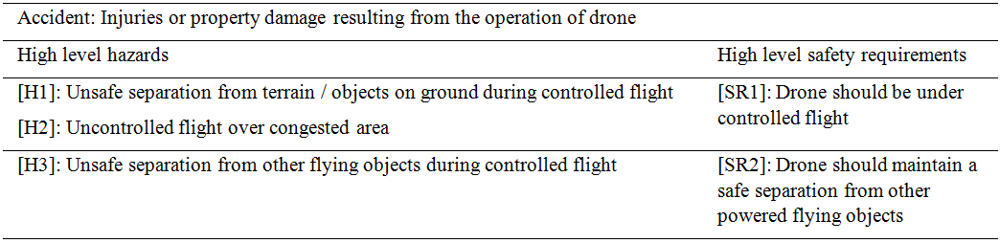 Accident: Injuries or property damage resulting from the operation of drone
High level hazards
High level safety requirements
[H1]: Unsafe separation from terrain / objects on ground during controlled flight
[H2]: Uncontrolled flight over congested area
[SR1]: Drone should be under
controlled flight
[H3]: Unsafe separation from other flying objects during controlled flight
[SR2]: Drone should maintain a
safe separation from other
powered flying objects